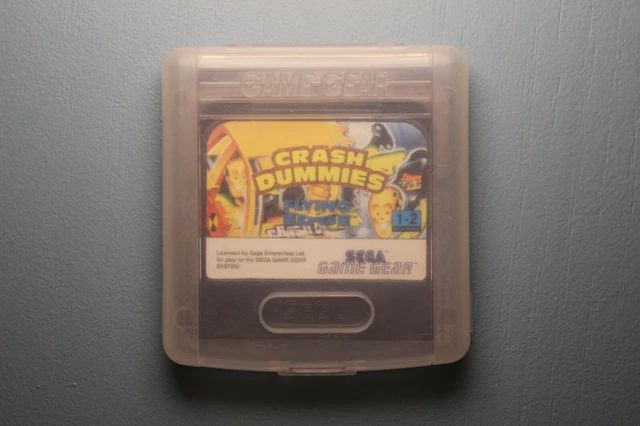 GAME GEAR
CRASH
DUMMIES
1-2
Licensed by Sega Enterprises Ltd.
for play on the SEGA GAME GEAR
SYSTEM.
SEGA
GAME GEAR™
SEGA